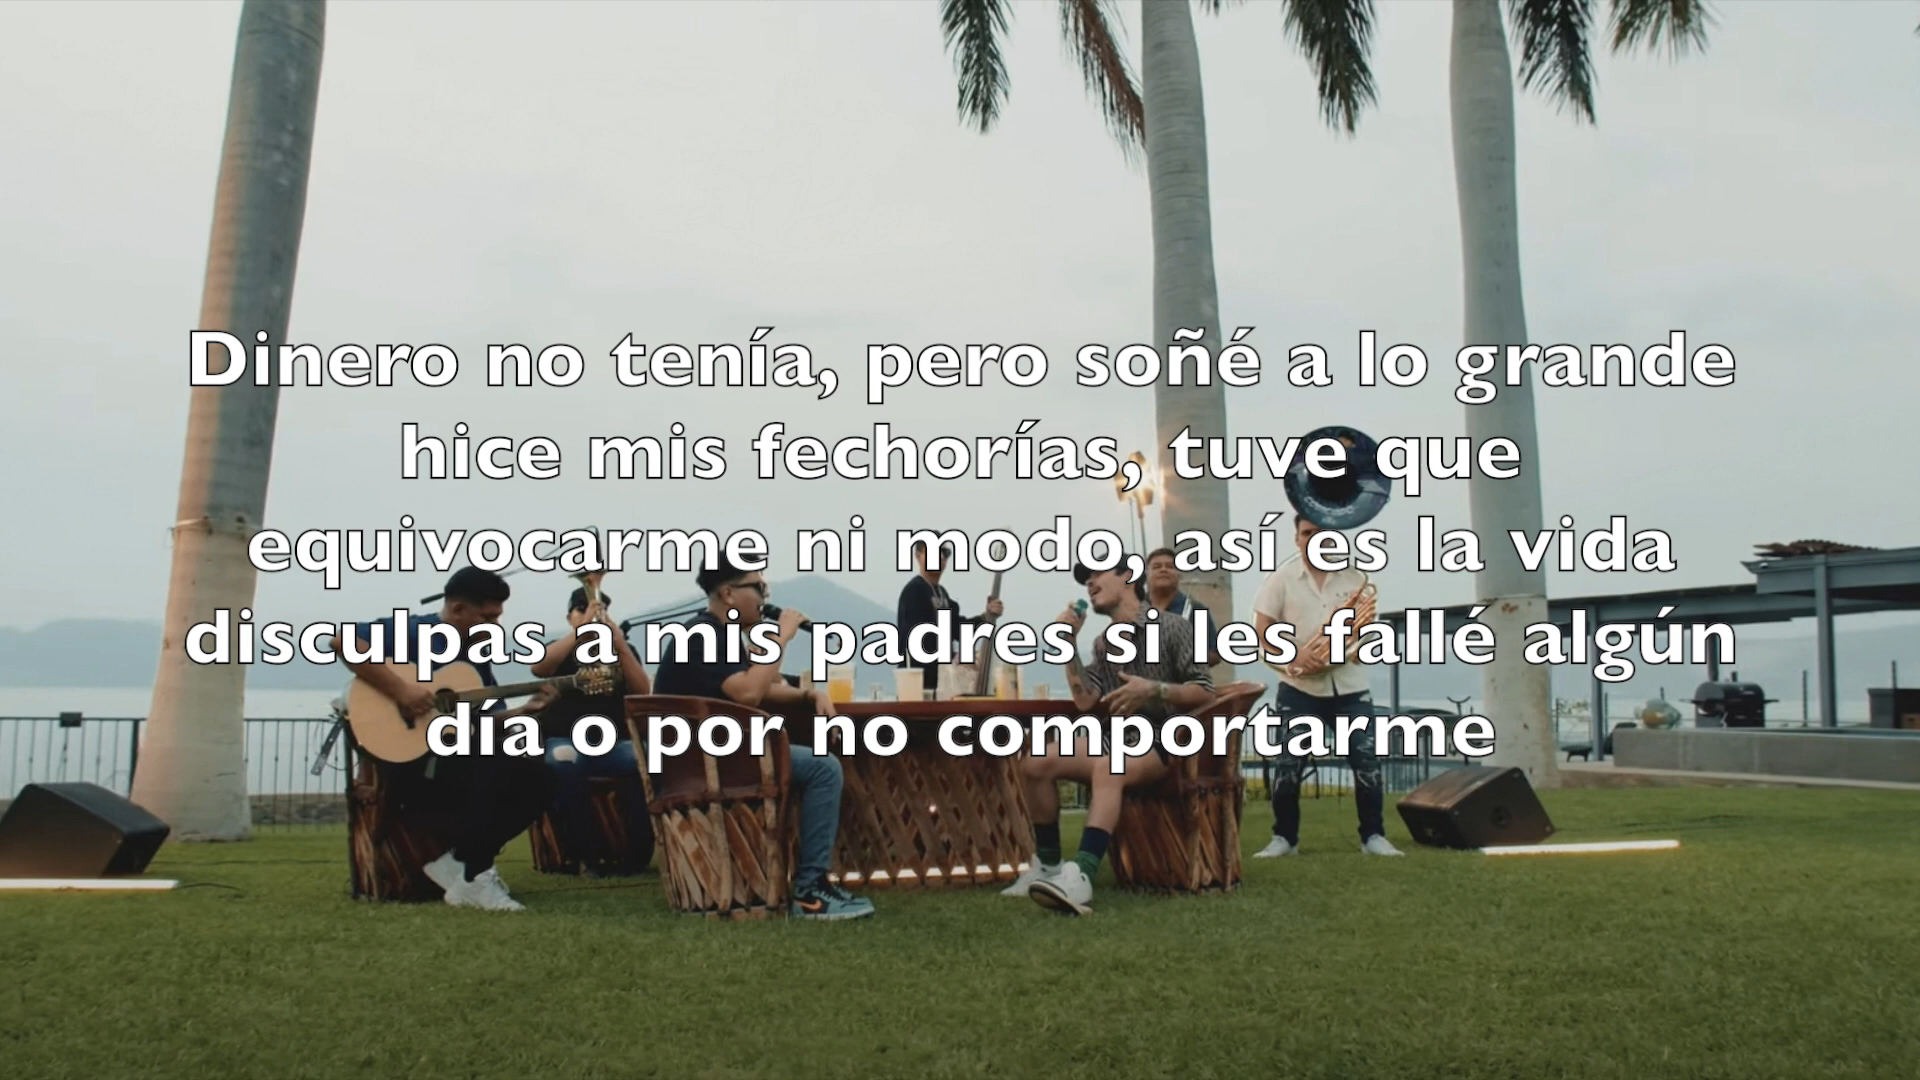 Dinero no tenía, pero soñé a lo grande
hice mis fechorías, tuve que
equivocarme ni modo, así es la vida
disculpas a mis padres si les fallé algún
día o por no comportarme